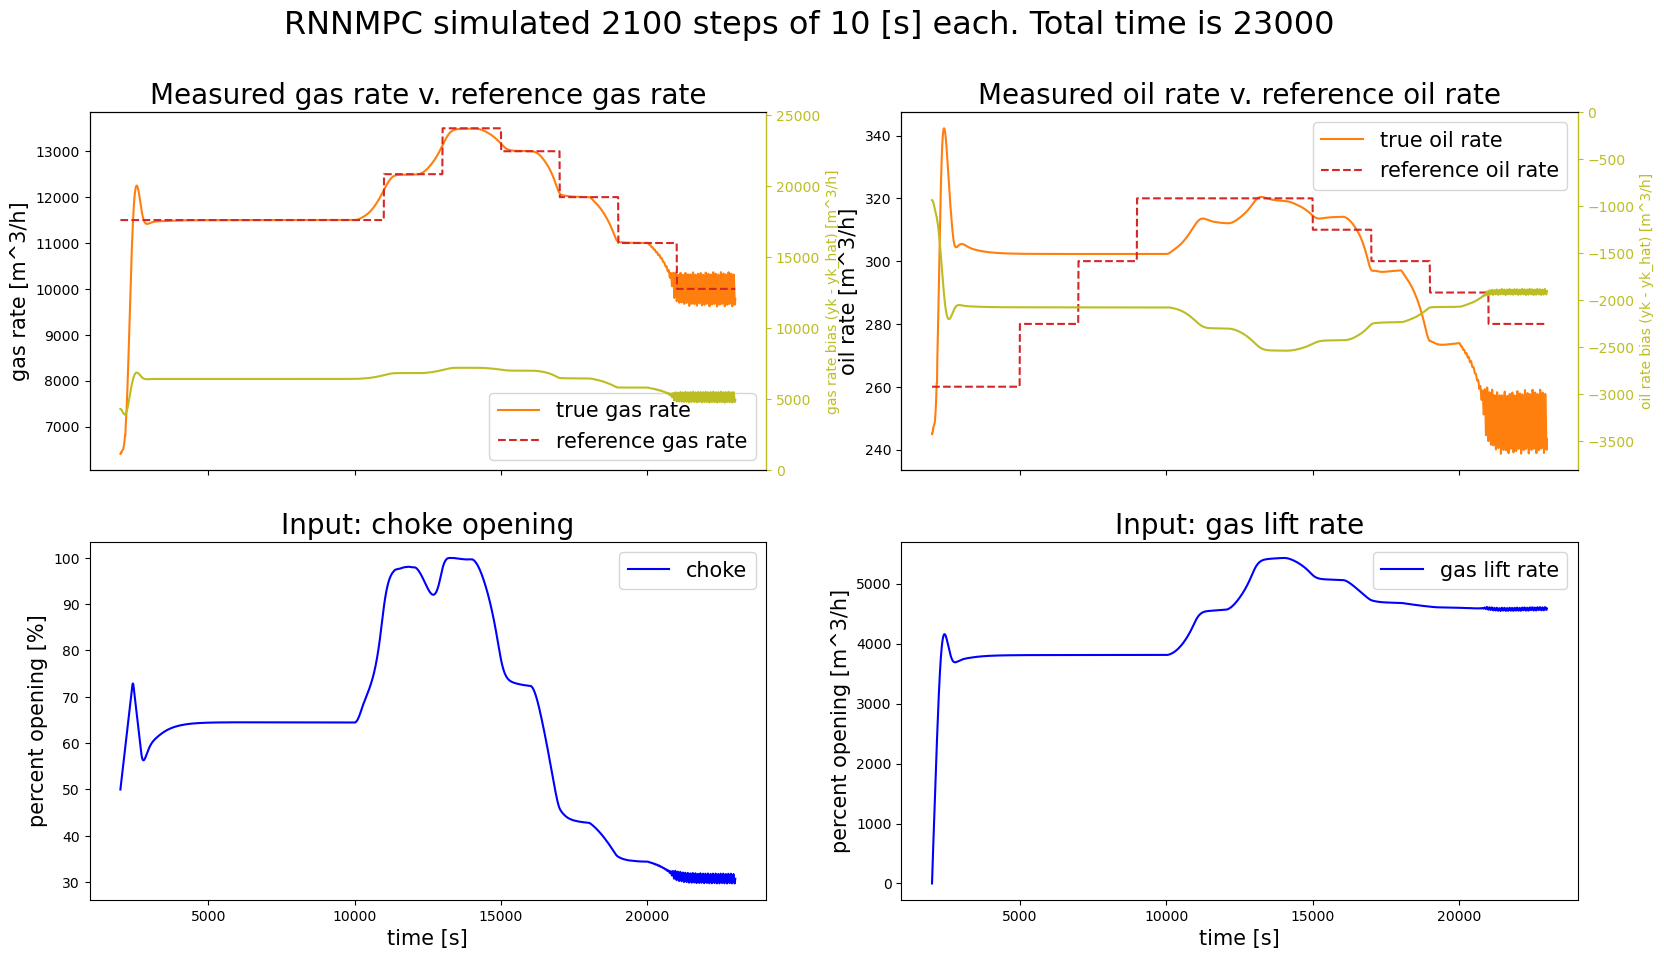 RNNMPC simulated 2100 steps of 10 [s] each. Total time is 23000
Measured gas rate v. reference gas rate
gas rate [m^3/h]
13000
12000
11000
10000
9000
8000
7000
25000
20000
15000
10000
5000
0
gas rate bias (yk - yk_hat) [m^3/h]
true gas rate
reference gas rate
Measured oil rate v. reference oil rate
oil rate [m^3/h]
340
320
300
280
260
240
0
−500
−1000
−1500
−2000
−2500
−3000
−3500
oil rate bias (yk - yk_hat) [m^3/h]
true oil rate
reference oil rate
Input: choke opening
percent opening [%]
100
90
80
70
60
50
40
30
choke
5000
10000
15000
20000
time [s]
Input: gas lift rate
percent opening [m^3/h]
5000
4000
3000
2000
1000
0
gas lift rate
5000
10000
15000
20000
time [s]